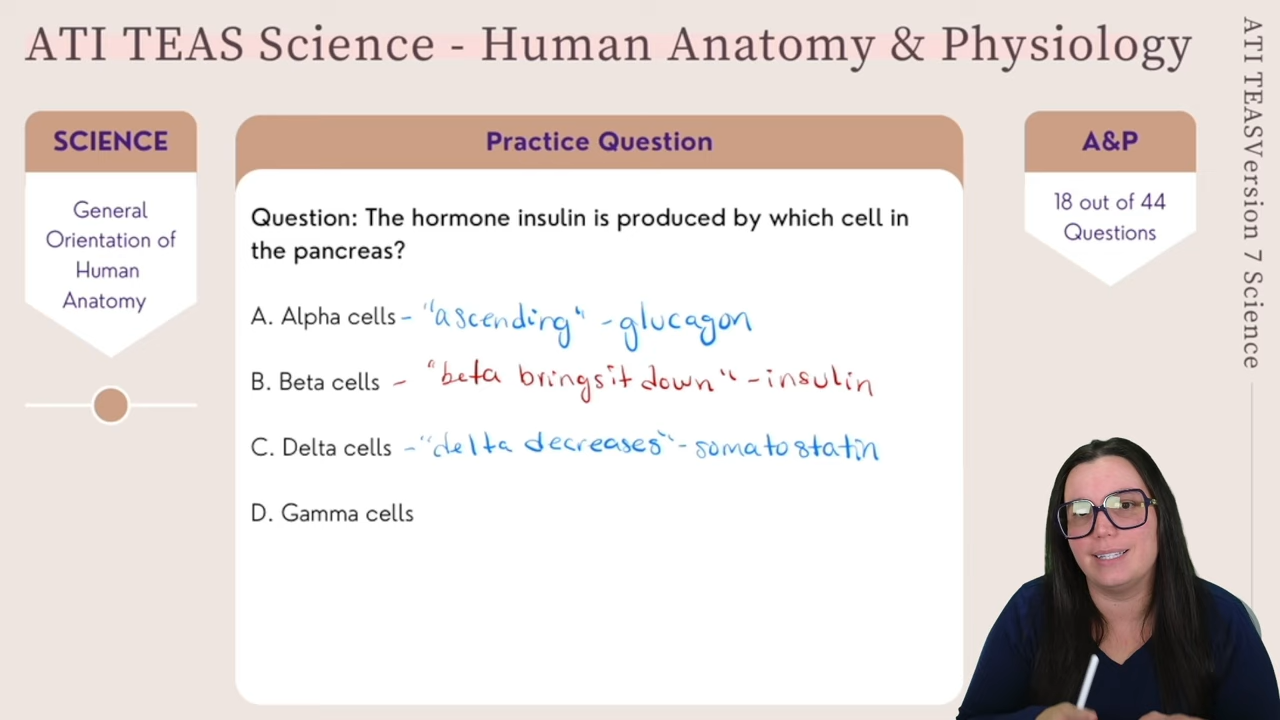 ATI TEAS Science - Human Anatomy & Physiology
SCIENCE
General
Orientation of
Human
Anatomy
Practice Question
Question: The hormone insulin is produced by which cell in
the pancreas?
A. Alpha cells - "ascending" - glucagon
B. Beta cells - "beta brings it down" - insulin
C. Delta cells - "delta decreases" - somatostatin
D. Gamma cells
A&P
18 out of 44
Questions
ATI TEASVersion 7 Science